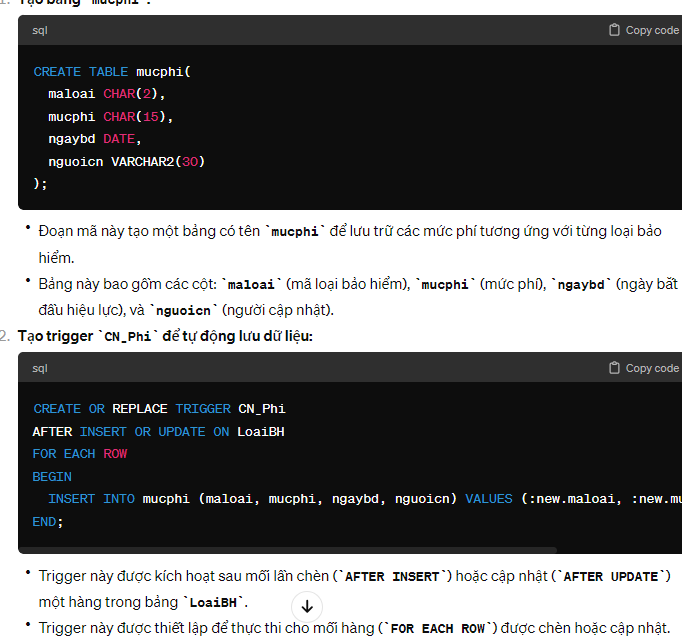 1. Tạo bảng `mucphi`:
sql
Copy code
CREATE TABLE mucphi(
maloai CHAR(2),
mucphi CHAR(15),
ngaybd DATE,
nguoicn VARCHAR2(30)
);
• Đoạn mã này tạo một bảng có tên `mucphi` để lưu trữ các mức phí tương ứng với từng loại bảo
hiểm.
• Bảng này bao gồm các cột: `maloai` (mã loại bảo hiểm), `mucphi` (mức phí), `ngaybd` (ngày bắt
đầu hiệu lực), và `nguoicn` (người cập nhật).
2. Tạo trigger `CN_Phi` để tự động lưu dữ liệu:
sql
Copy code
CREATE OR REPLACE TRIGGER CN_Phi
AFTER INSERT OR UPDATE ON LoaiBH
FOR EACH ROW
BEGIN
INSERT INTO mucphi (maloai, mucphi, ngaybd, nguoicn) VALUES (:new.maloai, :new.mu
END;
• Trigger này được kích hoạt sau mỗi lần chèn (`AFTER INSERT`) hoặc cập nhật (`AFTER UPDATE`)
một hàng trong bảng `LoaiBH`.
• Trigger này được thiết lập để thực thi cho mỗi hàng (`FOR EACH ROW`) được chèn hoặc cập nhật.